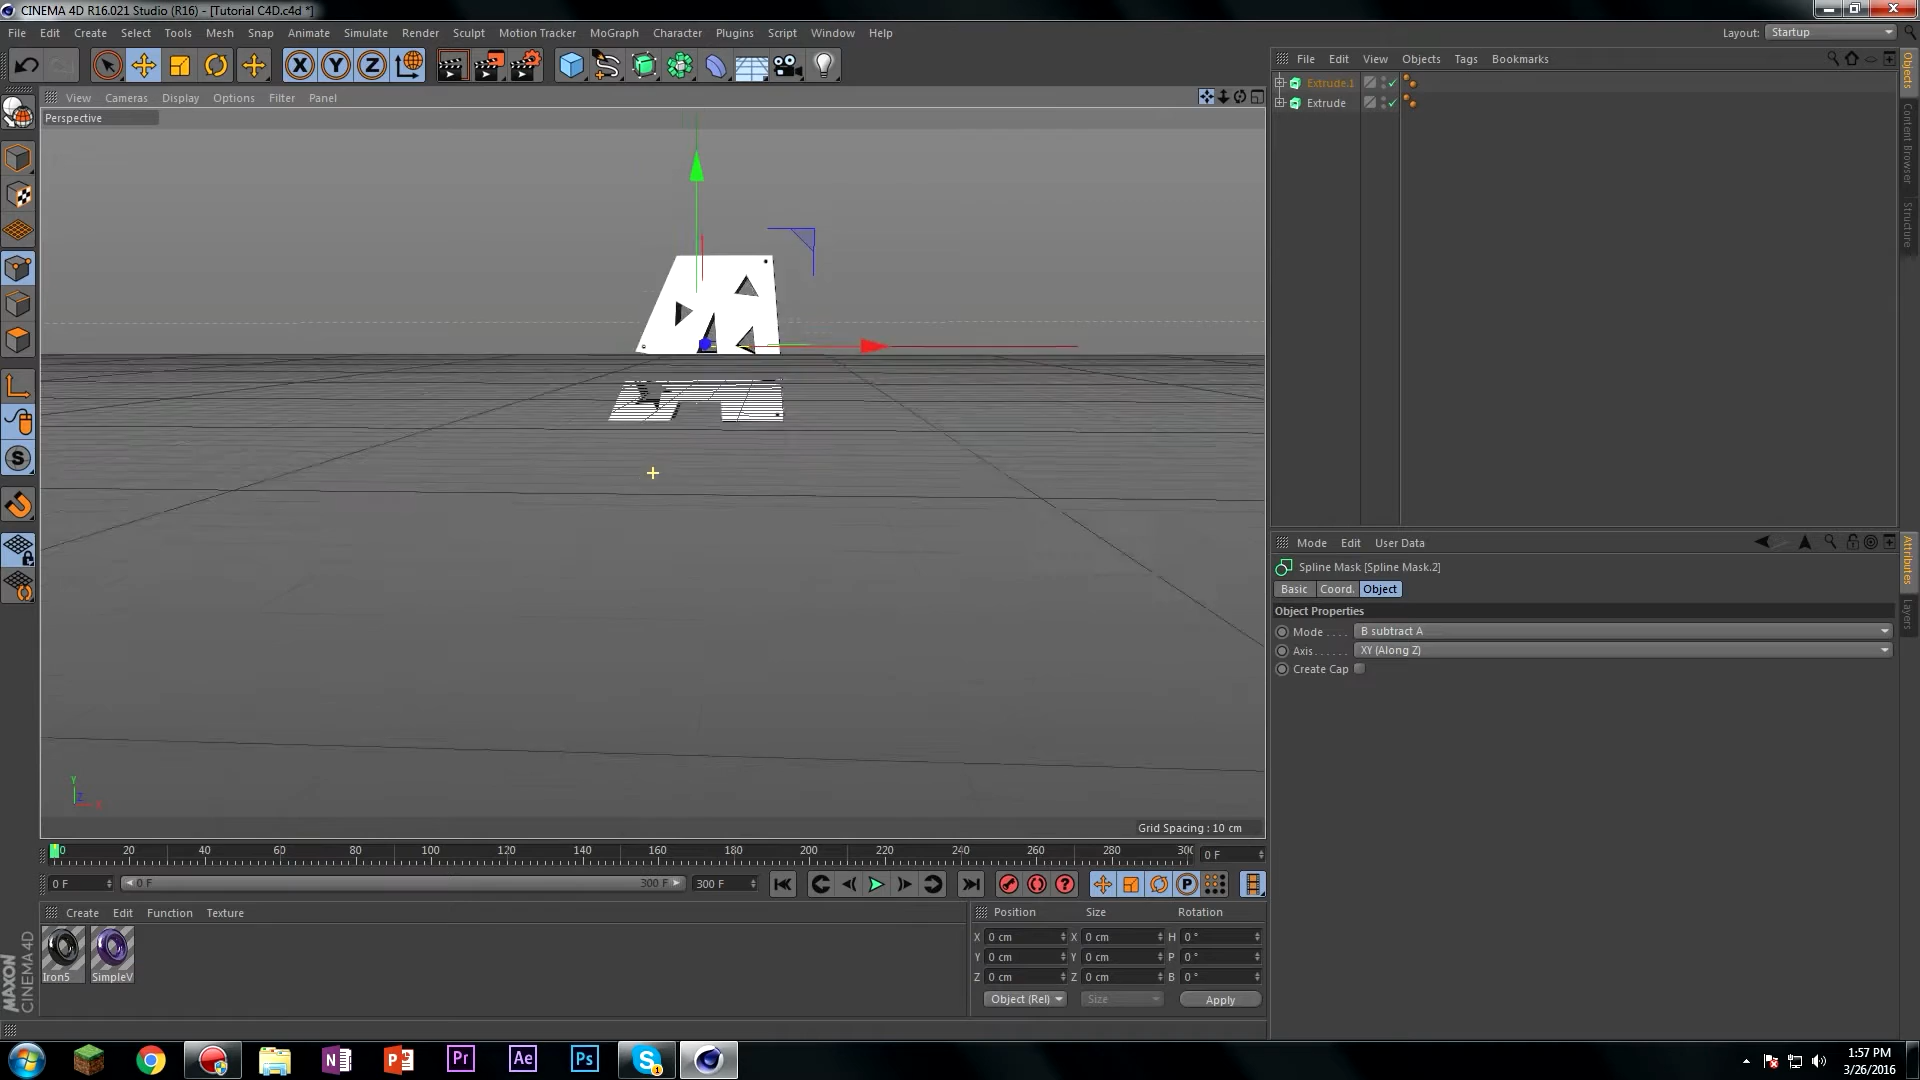 CINEMA 4D R16.021 Studio (R16) - [Tutorial C4D.c4d *]
File Edit Create Select Tools Mesh Snap Animate Simulate Render Sculpt Motion Tracker MoGraph Character Plugins Script Window Help
Layout: Startup
X Y Z
File Edit View Objects Tags Bookmarks
Extrude.1
Extrude
Objects
Content Browser
Structure
View Cameras Display Options Filter Panel
Perspective
S
Y
Z
X
Grid Spacing : 10 cm
Mode Edit User Data
Spline Mask [Spline Mask.2]
Basic Coord. Object
Object Properties
Mode . . . . B subtract A
Axis. . . . . . XY (Along Z)
Create Cap
Attributes
Layers
0 20 40 60 80 100 120 140 160 180 200 220 240 260 280 300 0 F
0 F 0 F 300 F 300 F
P
Create Edit Function Texture
Iron5 SimpleV
Position Size Rotation
X 0 cm X 0 cm H 0 °
Y 0 cm Y 0 cm P 0 °
Z 0 cm Z 0 cm B 0 °
Object (Rel) Size Apply
MAXON
CINEMA 4D
N P Pr Ae Ps S 1
1:57 PM
3/26/2016